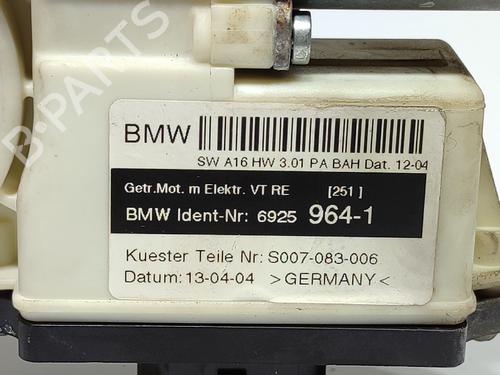 B-PARTS
BMW
SW A16 HW 3.01 PA BAH Dat. 12-04
Getr.Mot. m Elektr. VT RE [251 ]
BMW Ident-Nr: 6925 964-1
Kuester Teile Nr: S007-083-006
Datum: 13-04-04 >GERMANY<